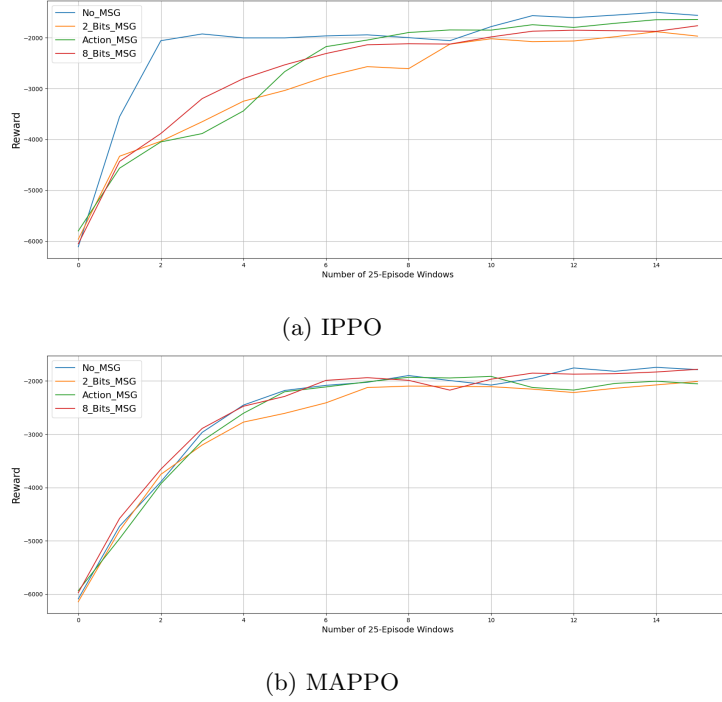 No_MSG
2_Bits_MSG
Action_MSG
8_Bits_MSG
−2000
−3000
−4000
−5000
−6000
Reward
0 2 4 6 8 10 12 14
Number of 25-Episode Windows
(a) IPPO
No_MSG
2_Bits_MSG
Action_MSG
8_Bits_MSG
−2000
−3000
−4000
−5000
−6000
Reward
0 2 4 6 8 10 12 14
Number of 25-Episode Windows
(b) MAPPO